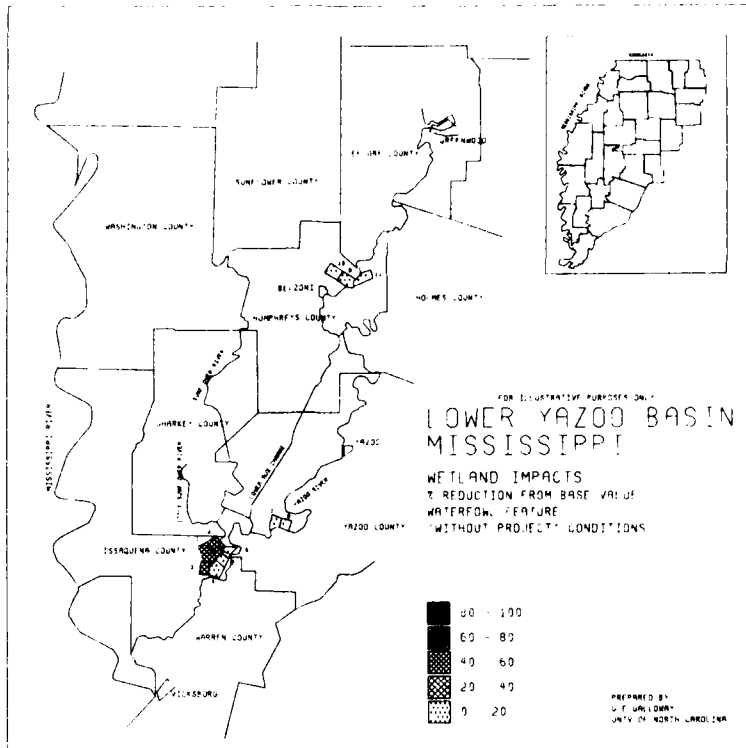 GREENWOOD
SUNFLOWER COUNTY
WASHINGTON COUNTY
BELZONI
HOLMES COUNTY
HUMPHREYS COUNTY
MISSISSIPPI RIVER
SHARKEY COUNTY
YAZOO
YAZOO RIVER
YAZOO COUNTY
ISSAQUENA COUNTY
WARREN COUNTY
VICKSBURG
FOR ILLUSTRATIVE PURPOSES ONLY
LOWER YAZOO BASIN
MISSISSIPPI
WETLAND IMPACTS
% REDUCTION FROM BASE VALUE
WATERFOWL FEATURE
"WITHOUT PROJECT" CONDITIONS
80 - 100
60 - 80
40 60
20 40
0 20
PREPARED BY
G E GALLOWAY
UNIV OF NORTH CAROLINA